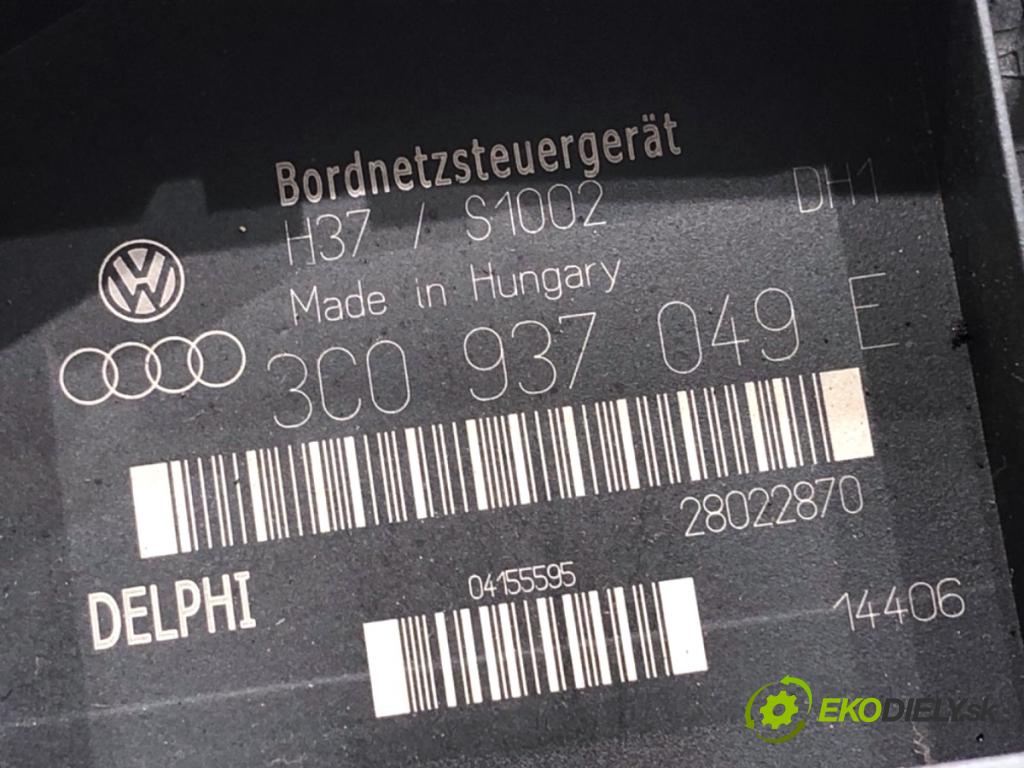 Bordnetzsteuergerät
H37 / S1002 DH1
Made in Hungary
3C0 937 049 E
28022870
DELPHI
04155595
14406
EKODIELY.sk